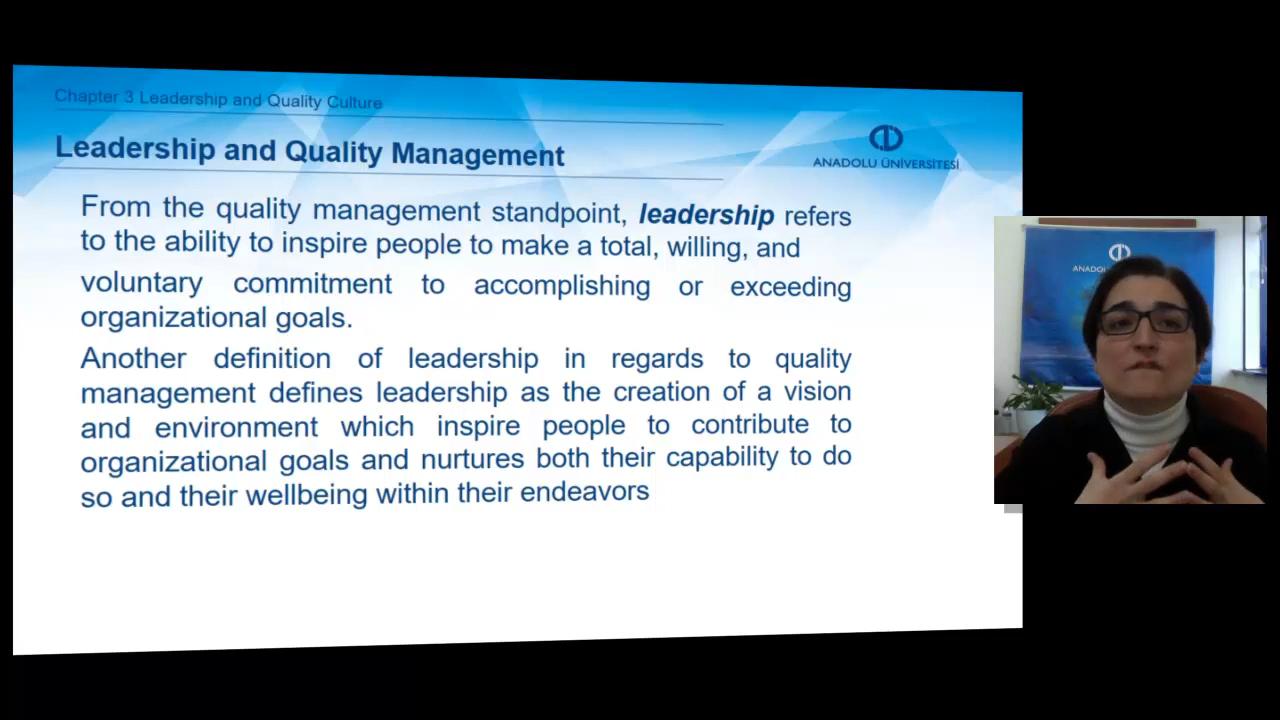 Chapter 3 Leadership and Quality Culture
Leadership and Quality Management
ANADOLU ÜNİVERSİTESİ
From the quality management standpoint, leadership refers
to the ability to inspire people to make a total, willing, and
voluntary commitment to accomplishing or exceeding
organizational goals.
Another definition of leadership in regards to quality
management defines leadership as the creation of a vision
and environment which inspire people to contribute to
organizational goals and nurtures both their capability to do
so and their wellbeing within their endeavors
ANADOL